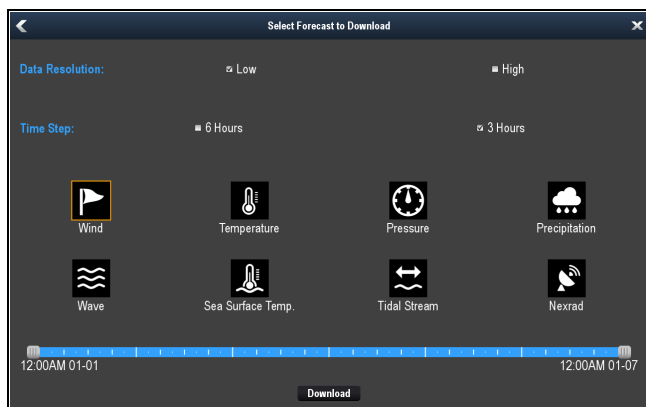 Select Forecast to Download
Data Resolution: Low High
Time Step: 6 Hours 3 Hours
Wind Temperature Pressure Precipitation
Wave Sea Surface Temp. Tidal Stream Nexrad
12:00AM 01-01 12:00AM 01-07
Download